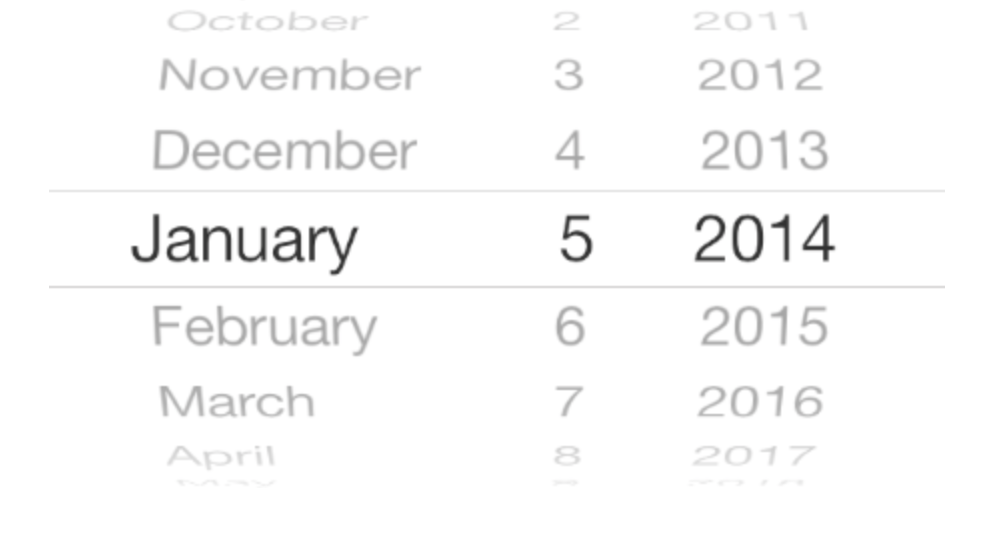 October 2 2011
November 3 2012
December 4 2013
January 5 2014
February 6 2015
March 7 2016
April 8 2017
May